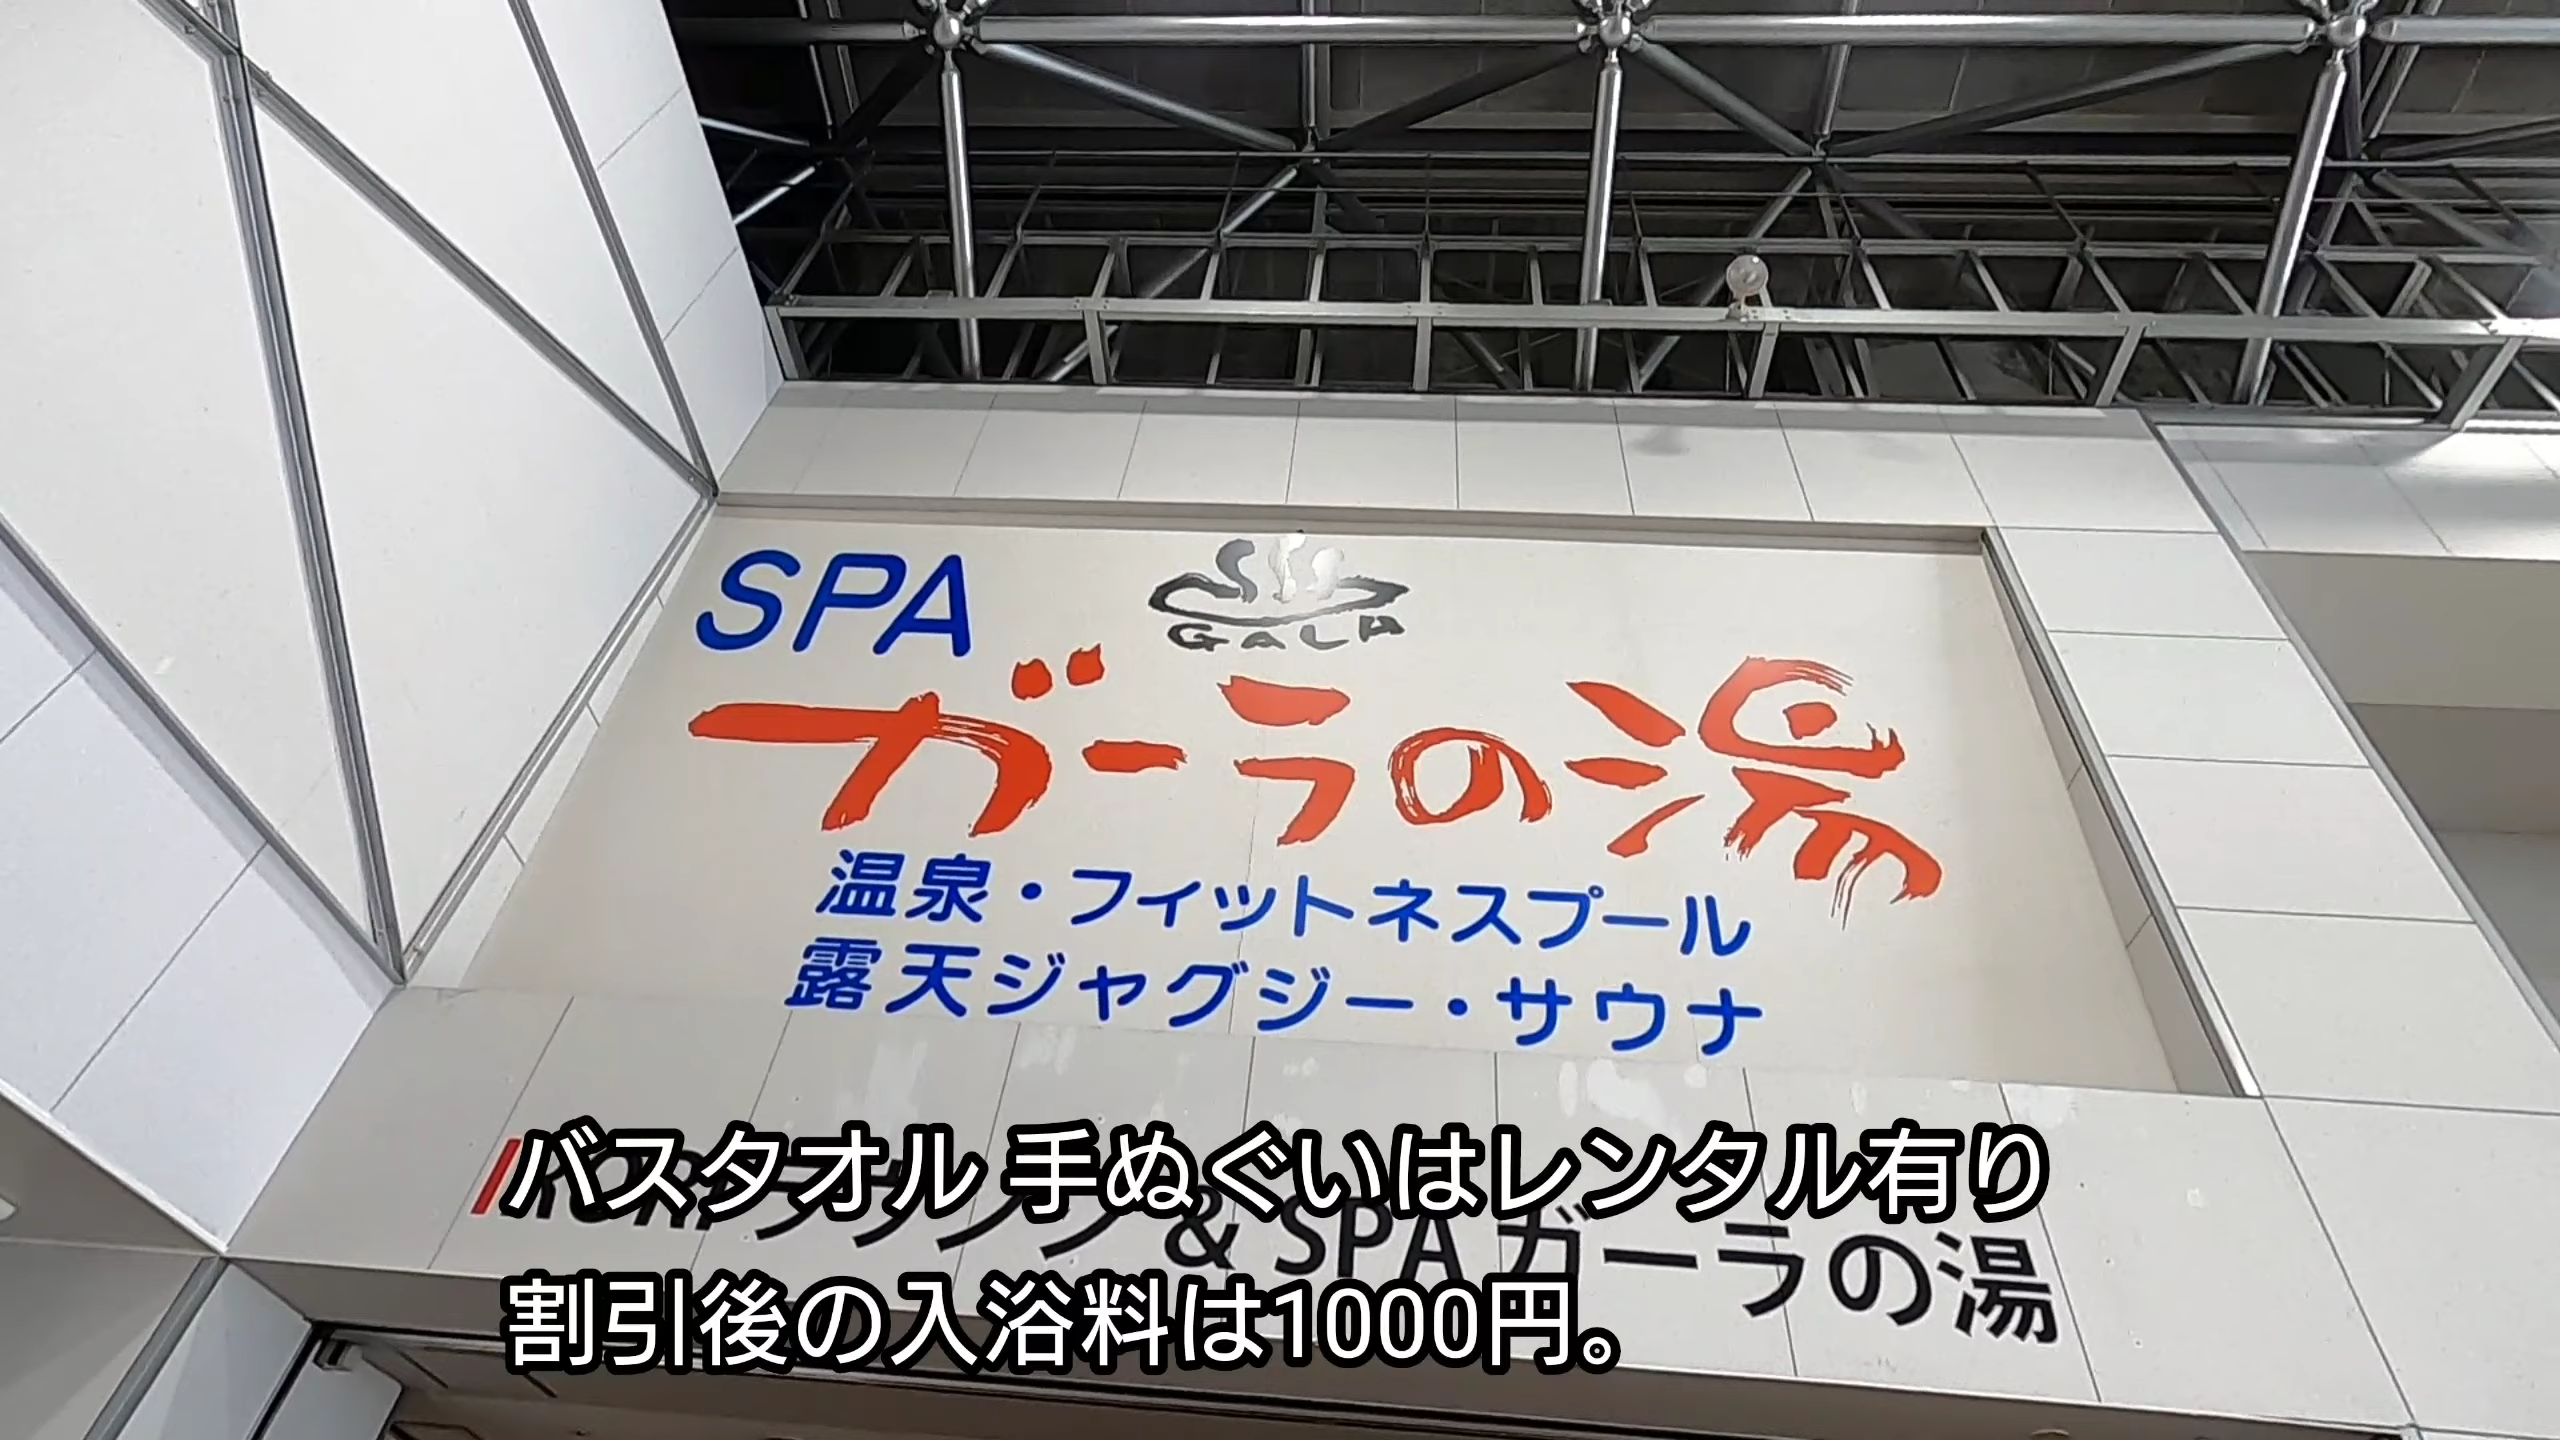 SPA
GALA
ガーラの湯
温泉・フィットネスプール
露天ジャグジー・サウナ
バスタオル 手ぬぐいはレンタル有り
& SPA ガーラの湯
割引後の入浴料は1000円。